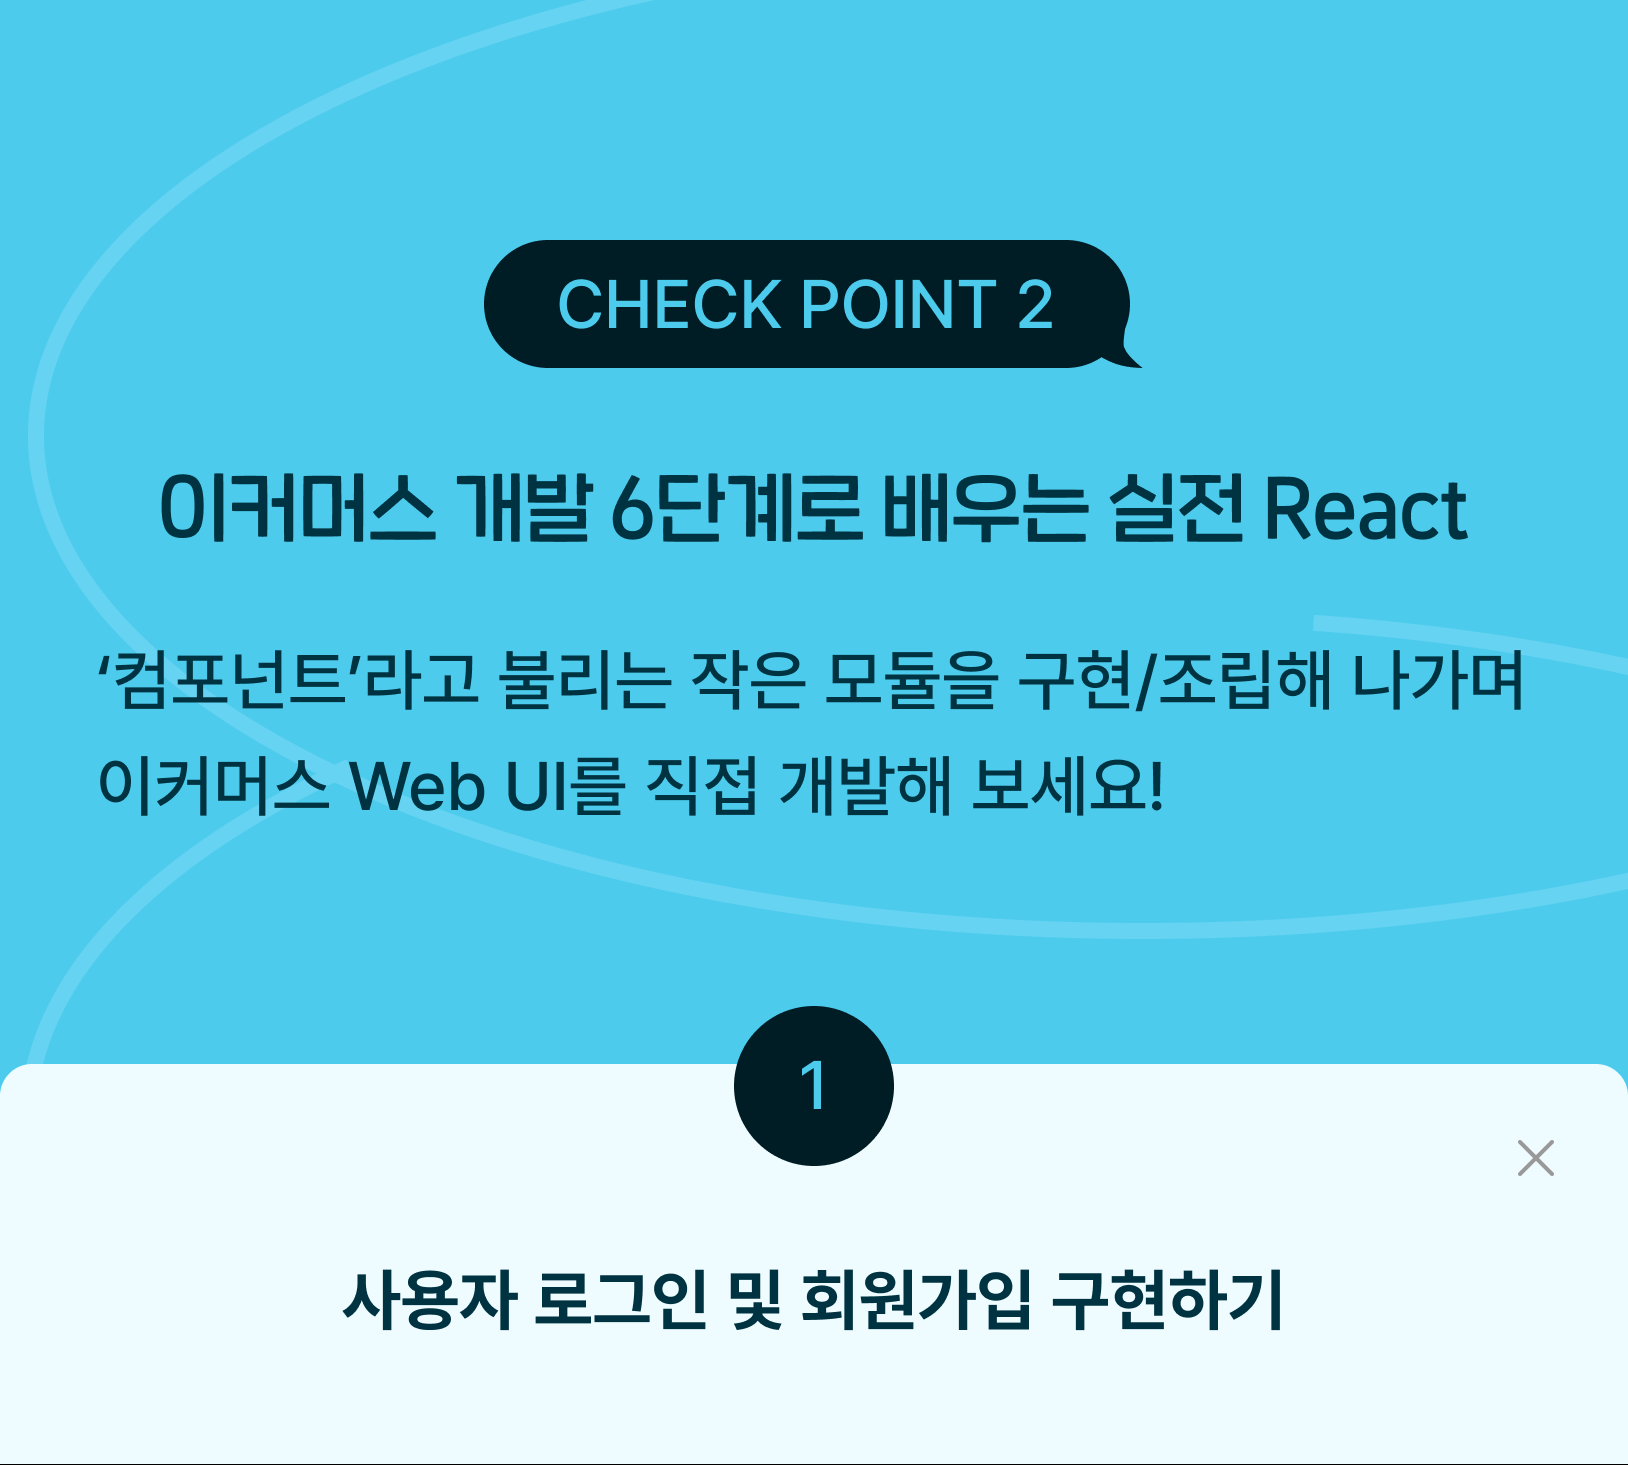 CHECK POINT 2
이커머스 개발 6단계로 배우는 실전 React
‘컴포넌트’라고 불리는 작은 모듈을 구현/조립해 나가며
이커머스 Web UI를 직접 개발해 보세요!
1
사용자 로그인 및 회원가입 구현하기